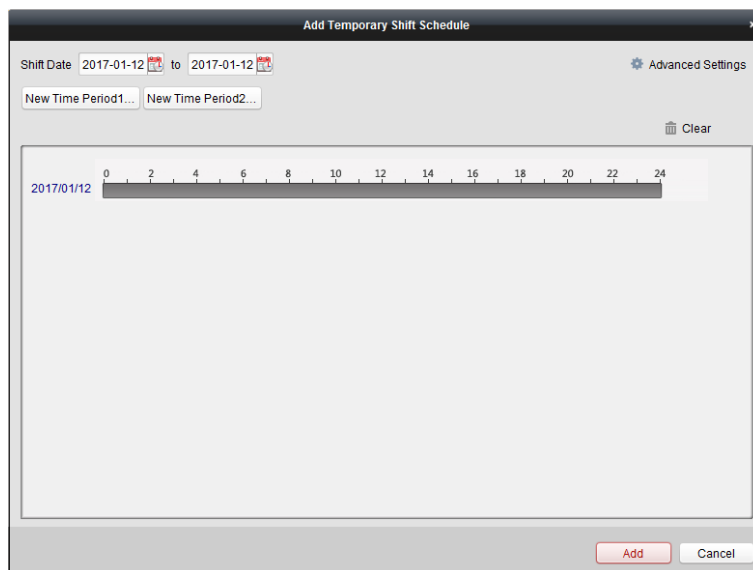 Add Temporary Shift Schedule
Shift Date 2017-01-12 to 2017-01-12 Advanced Settings
New Time Period1... New Time Period2...
Clear
0 2 4 6 8 10 12 14 16 18 20 22 24
2017/01/12
Add Cancel